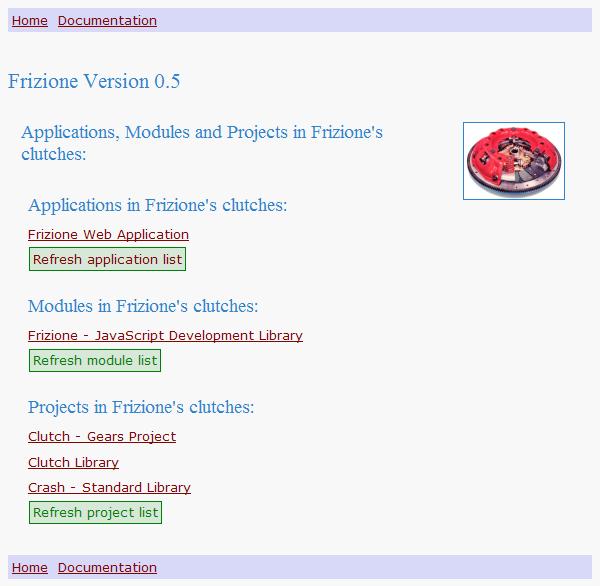 Home Documentation
Frizione Version 0.5
Applications, Modules and Projects in Frizione's
clutches:
Applications in Frizione's clutches:
Frizione Web Application
Refresh application list
Modules in Frizione's clutches:
Frizione - JavaScript Development Library
Refresh module list
Projects in Frizione's clutches:
Clutch - Gears Project
Clutch Library
Crash - Standard Library
Refresh project list
Home Documentation